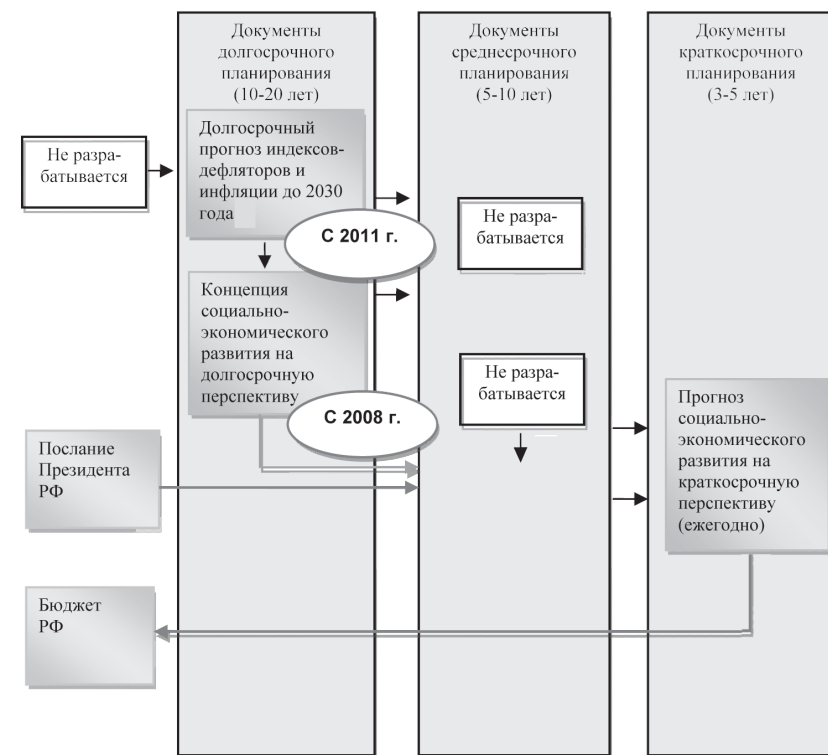 Документы
долгосрочного
планирования
(10-20 лет)
Документы
среднесрочного
планирования
(5-10 лет)
Документы
краткосрочного
планирования
(3-5 лет)
Не разра-
батывается
Долгосрочный
прогноз индексов-
дефляторов и
инфляции до 2030
года
С 2011 г.
Не разра-
батывается
Концепция
социально-
экономического
развития на
долгосрочную
перспективу
С 2008 г.
Не разра-
батывается
Прогноз
социально-
экономического
развития на
краткосрочную
перспективу
(ежегодно)
Послание
Президента
РФ
Бюджет
РФ